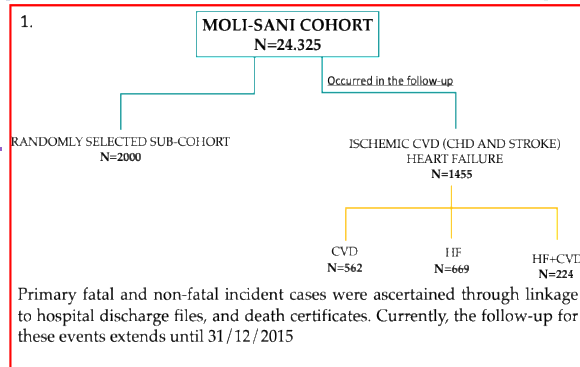 1.
MOLI-SANI COHORT
N=24.325
Occurred in the follow-up
RANDOMLY SELECTED SUB-COHORT
N=2000
ISCHEMIC CVD (CHD AND STROKE)
HEART FAILURE
N=1455
CVD
N=562
HF
N=669
HF+CVD
N=224
Primary fatal and non-fatal incident cases were ascertained through linkage
to hospital discharge files, and death certificates. Currently, the follow-up for
these events extends until 31/12/2015